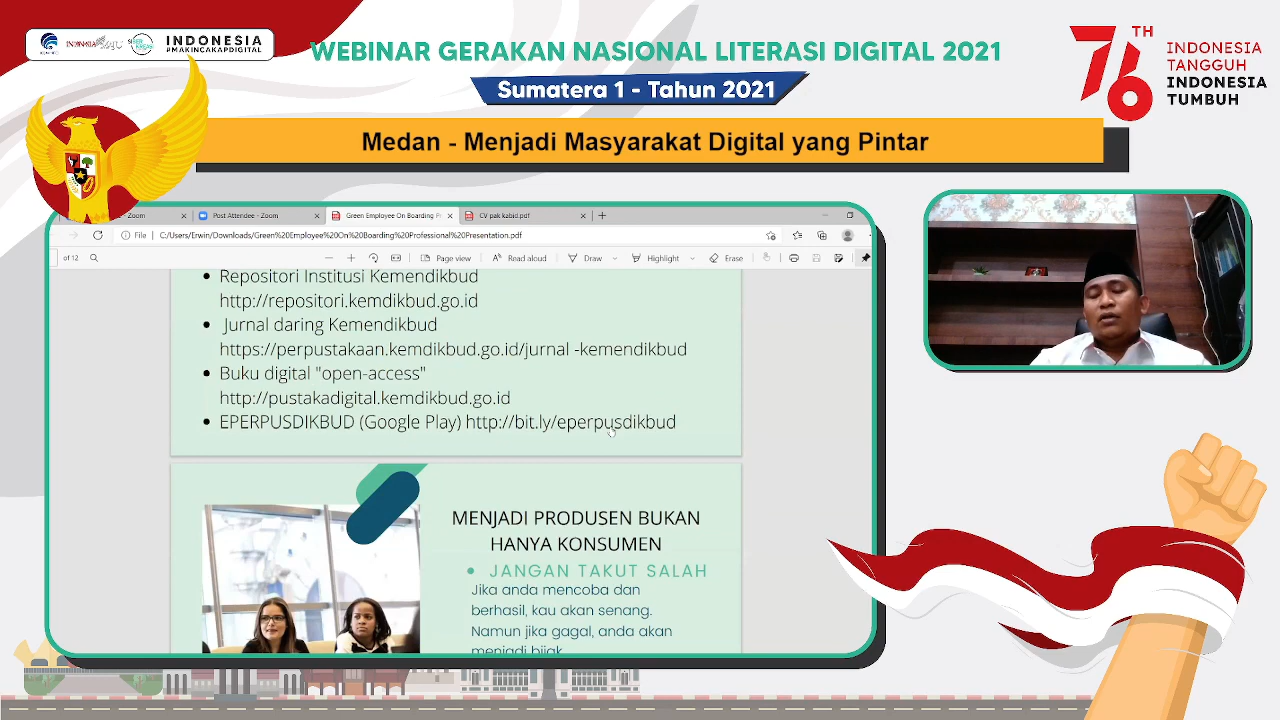 INDONESIA
#MAKINCAKAPDIGITAL
WEBINAR GERAKAN NASIONAL LITERASI DIGITAL 2021
Sumatera 1 - Tahun 2021
76 TH
INDONESIA
TANGGUH
INDONESIA
TUMBUH
Medan - Menjadi Masyarakat Digital yang Pintar
Zoom
Post Attendee - Zoom
Green Employee On Boarding Pr
CV pak kabid.pdf
File
C:/Users/Erwin/Downloads/Green%20Employee%20On%20Boarding%20Professional%20Presentation.pdf
of 12
Page view
Read aloud
Draw
Highlight
Erase
Repositori Institusi Kemendikbud
http://repositori.kemdikbud.go.id
Jurnal daring Kemendikbud
https://perpustakaan.kemdikbud.go.id/jurnal -kemendikbud
Buku digital "open-access"
http://pustakadigital.kemdikbud.go.id
EPERPUSDIKBUD (Google Play) http://bit.ly/eperpusdikbud
MENJADI PRODUSEN BUKAN
HANYA KONSUMEN
JANGAN TAKUT SALAH
Jika anda mencoba dan
berhasil, kau akan senang.
Namun jika gagal, anda akan
menjadi bijak